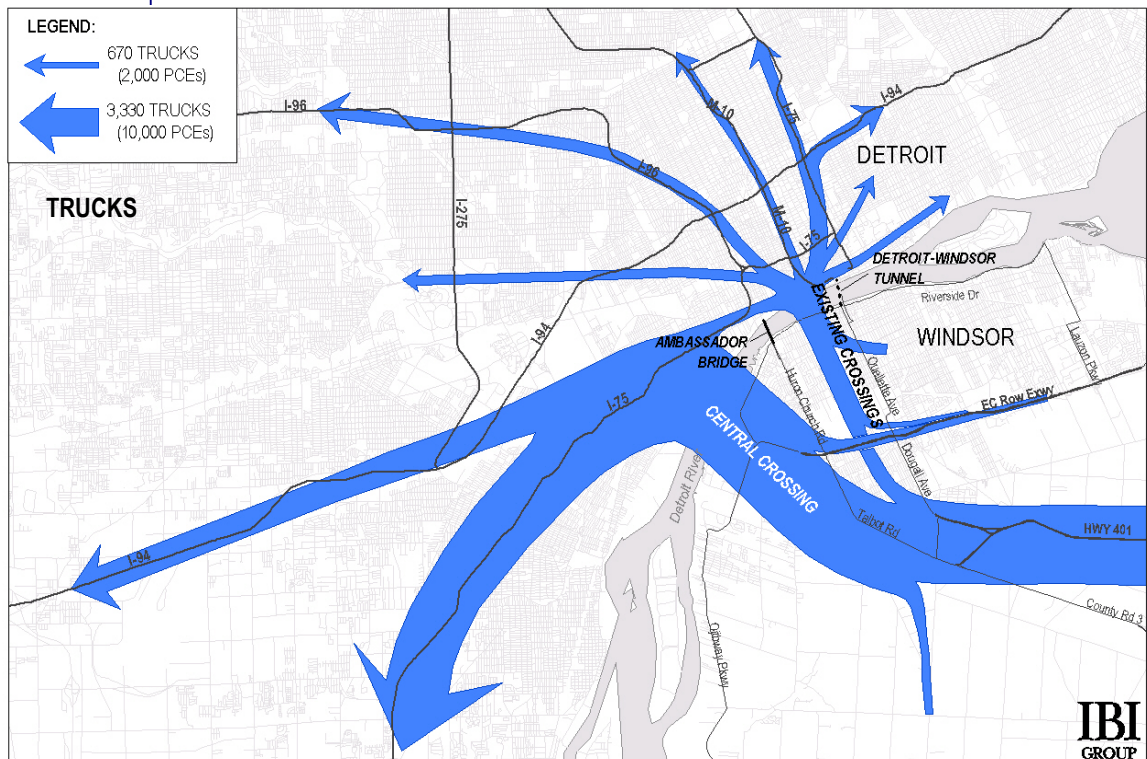 LEGEND:
670 TRUCKS
(2,000 PCEs)
3,330 TRUCKS
(10,000 PCEs)
TRUCKS
I-96
I-275
M-10
I-75
I-94
DETROIT
I-96
M-10
I-75
DETROIT-WINDSOR
TUNNEL
Riverside Dr
EXISTING CROSSINGS
WINDSOR
Lauzon Pkwy
I-94
AMBASSADOR
BRIDGE
Huron Church Rd
Ouellette Ave
EC Row Exwy
I-75
CENTRAL CROSSING
Dougall Ave
Detroit River
Talbot Rd
HWY 401
I-94
County Rd 3
Ojibway Pkwy
IBI
GROUP